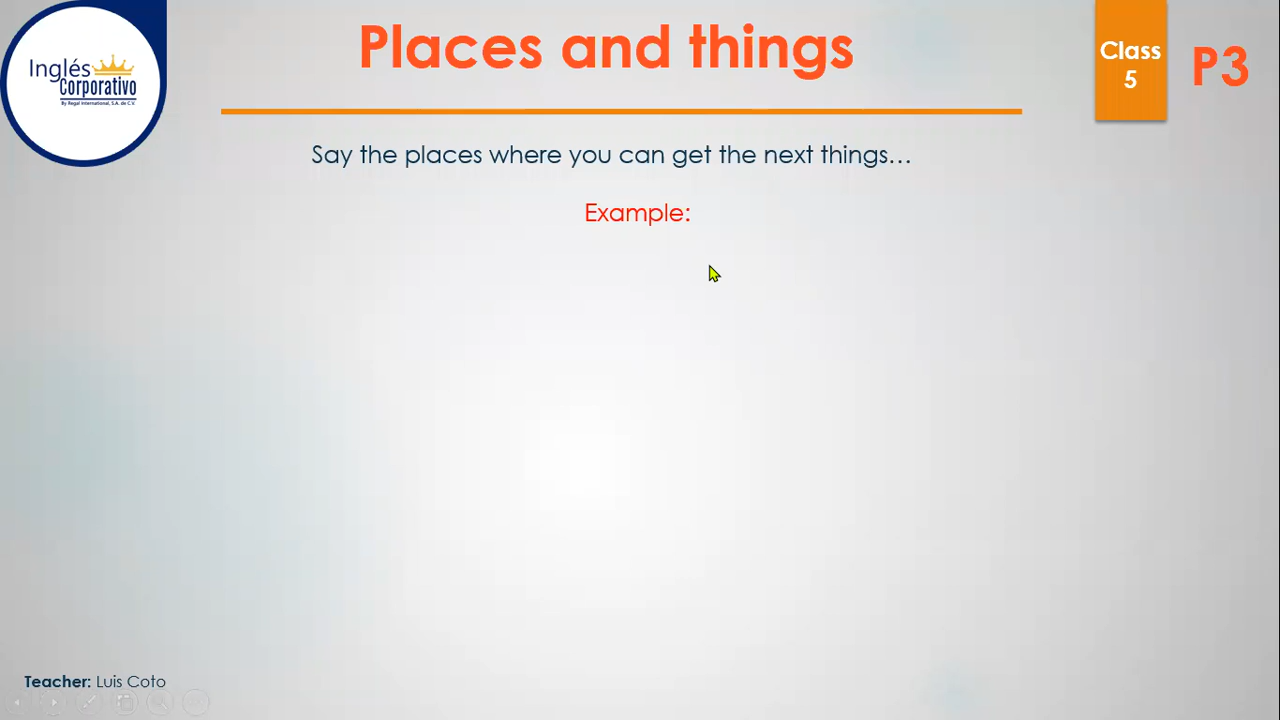 Inglés
Corporativo
By Regal International, S.A. de C.V.
Places and things
Class
5
P3
Say the places where you can get the next things…
Example:
Teacher: Luis Coto